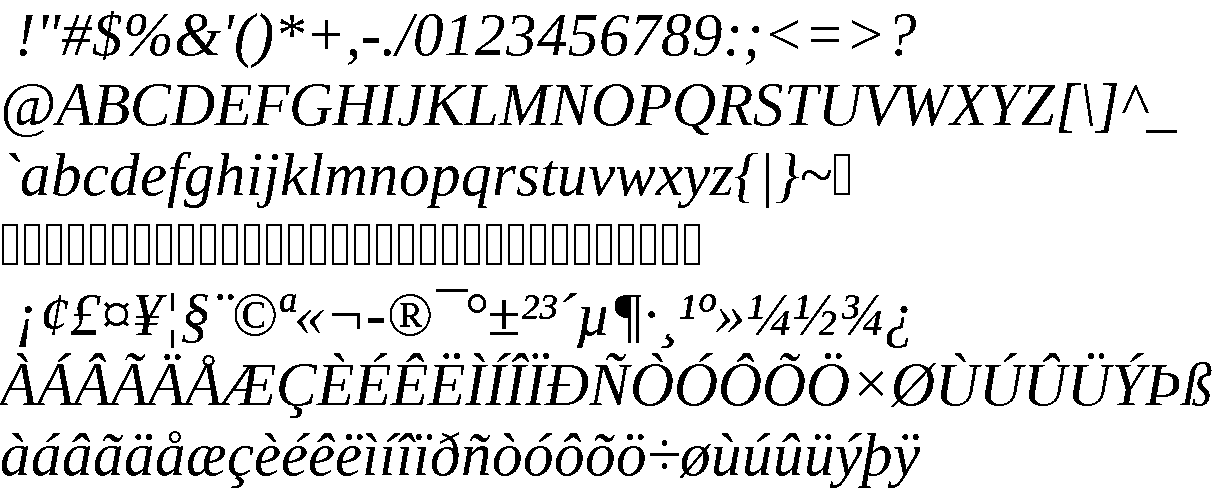 !"#$%&'()*+,-./0123456789:;<=>?
@ABCDEFGHIJKLMNOPQRSTUVWXYZ[\]^_
`abcdefghijklmnopqrstuvwxyz{|}~
¡¢£¤¥¦§¨©ª«¬-®¯°±²³´µ¶·¸¹º»¼½¾¿
ÀÁÂÃÄÅÆÇÈÉÊËÌÍÎÏÐÑÒÓÔÕÖ×ØÙÚÛÜÝÞß
àáâãäåæçèéêëìíîïðñòóôõö÷øùúûüýþÿ